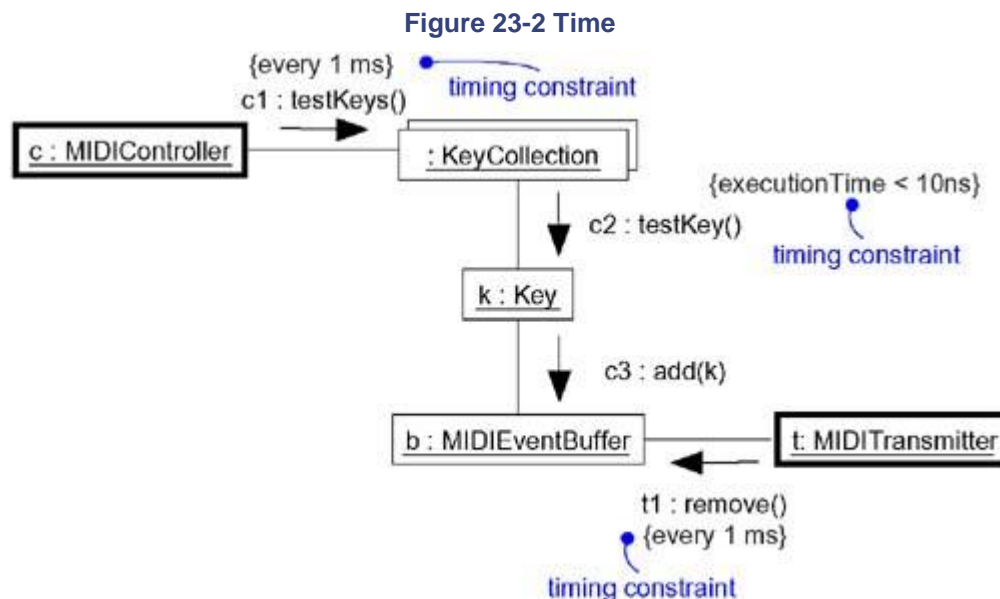 Figure 23-2 Time
{every 1 ms}
timing constraint
c1 : testKeys()
c : MIDIController
: KeyCollection
{executionTime < 10ns}
c2 : testKey()
timing constraint
k : Key
c3 : add(k)
b : MIDIEventBuffer
t: MIDITransmitter
t1 : remove()
{every 1 ms}
timing constraint